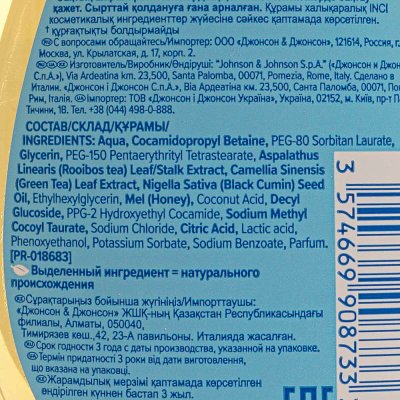 қажет. Сырттай қолдануға ғана арналған. Құрамы халықаралық INCI
косметикалық ингредиенттер жүйесіне сәйкес қаптамада көрсетілген.
† құрғақтықты болдырмайды
С вопросами обращайтесь/Импортер: ООО «Джонсон & Джонсон», 121614, Россия, г.
Москва, ул. Крылатская, д. 17, корп. 2.
Изготовитель/Виробник/Өндіруші: "Johnson & Johnson S.p.A." («Джонсон и Дж
С.п.А.»), Via Ardeatina km. 23,500, Santa Palomba, 00071, Pomezia, Rome, Italy. Сделано в
Италии. «Джонсон і Джонсон С.п.А.», Віа Ардеатіна км. 23,500, Санта Паломба, 00071, Пом
Рим, Італія. Імпортер: ТОВ «Джонсон і Джонсон Україна», Україна, 02152, м. Київ, пр-т П
Тичини, 1В. Тел. +38 (044) 498-0-888.
СОСТАВ/СКЛАД/ҚҰРАМЫ/
INGREDIENTS: Aqua, Cocamidopropyl Betaine, PEG-80 Sorbitan Laurate,
Glycerin, PEG-150 Pentaerythrityl Tetrastearate, Aspalathus
Linearis (Rooibos tea) Leaf/Stalk Extract, Camellia Sinensis
(Green Tea) Leaf Extract, Nigella Sativa (Black Cumin) Seed
Oil, Ethylhexylglycerin, Mel (Honey), Coconut Acid, Decyl
Glucoside, PPG-2 Hydroxyethyl Cocamide, Sodium Methyl
Cocoyl Taurate, Sodium Chloride, Citric Acid, Lactic acid,
Phenoxyethanol, Potassium Sorbate, Sodium Benzoate, Parfum.
[PR-018683]
Выделенный ингредиент = натурального
происхождения
Сұрақтарыңыз бойынша жүгініңіз/Импорттаушы:
«Джонсон & Джонсон» ЖШҚ-ның Қазақстан Республикасындағы
филиалы, Алматы, 050040,
Тимирязев көш.,42, 23-А павильоны. Италияда жасалған.
Срок годности 3 года с даты производства, указанной на упаковке.
Термін придатності 3 роки від дати виготовлення,
що вказана на упаковці.
Жарамдылық мерзімі қаптамада көрсетілген
өндірілген күннен бастап 3 жыл.
3 574669 908733